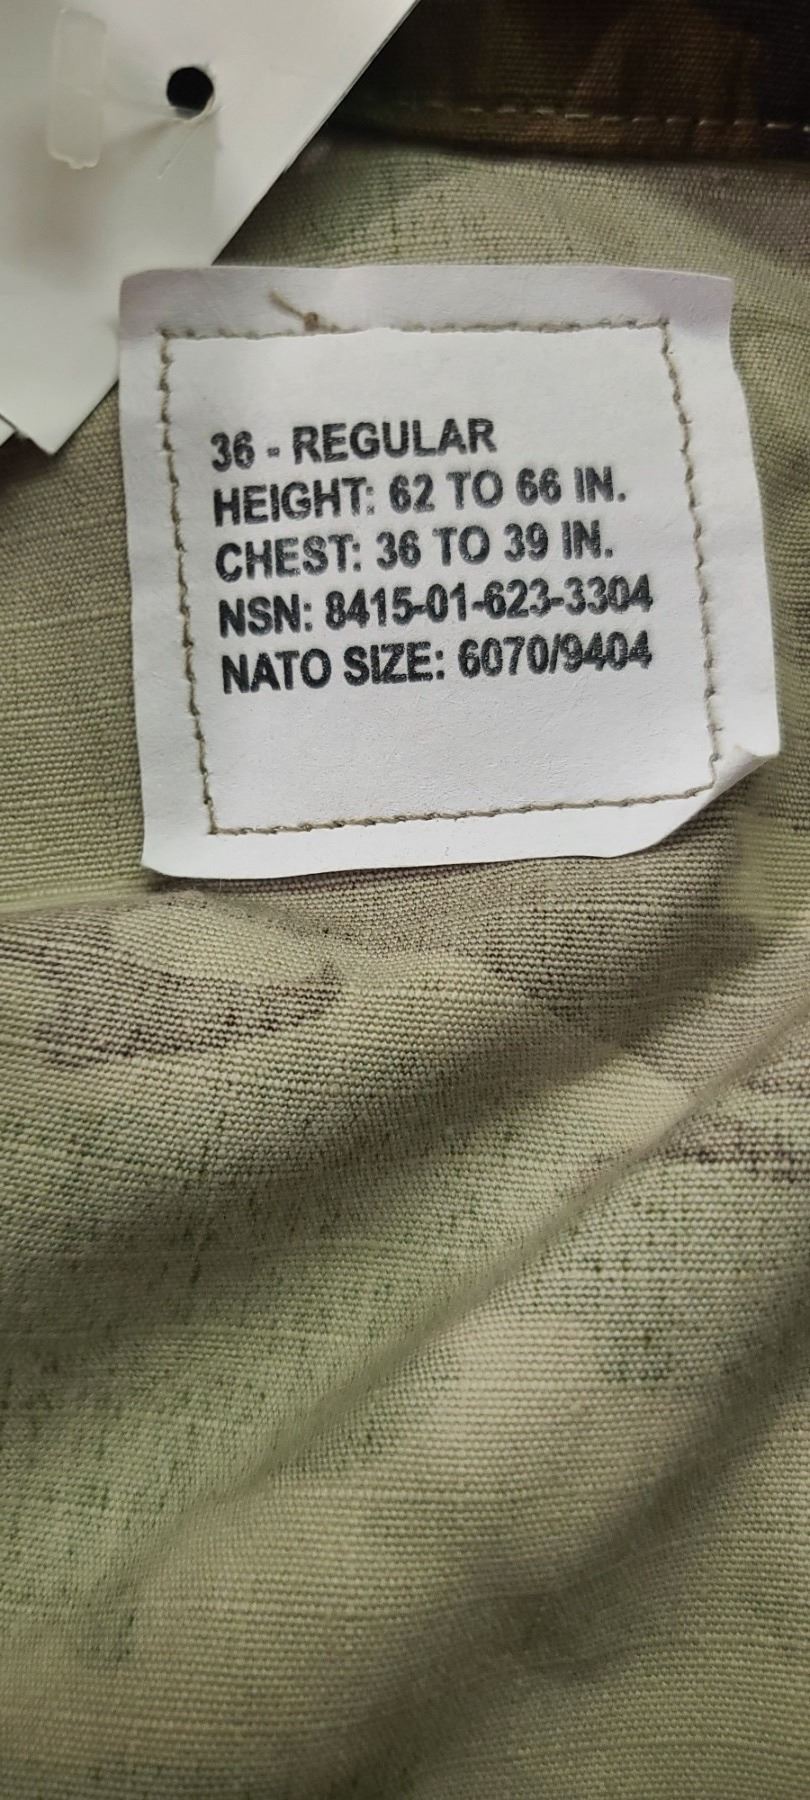 36 - REGULAR
HEIGHT: 62 TO 66 IN.
CHEST: 36 TO 39 IN.
NSN: 8415-01-623-3304
NATO SIZE: 6070/9404